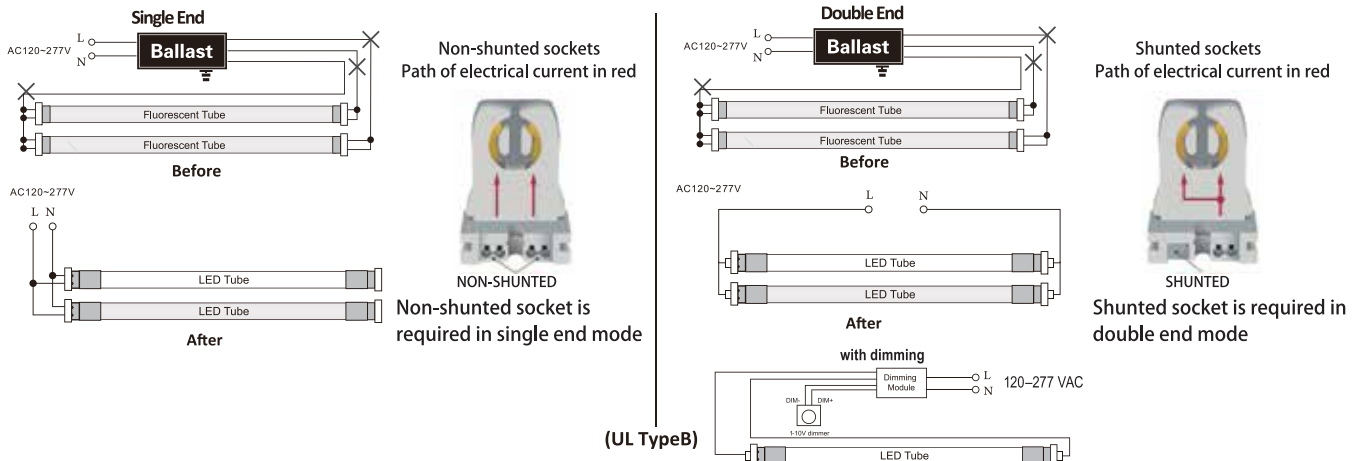 Single End
L
AC120~277V
N
Ballast
Fluorescent Tube
Fluorescent Tube
Before
AC120~277V
L N
LED Tube
LED Tube
After
Non-shunted sockets
Path of electrical current in red
NON-SHUNTED
Non-shunted socket is
required in single end mode
Double End
L
AC120~277V
N
Ballast
Fluorescent Tube
Fluorescent Tube
Before
AC120~277V
L N
LED Tube
LED Tube
After
Shunted sockets
Path of electrical current in red
SHUNTED
Shunted socket is required in
double end mode
with dimming
Dimming
Module
L
N
120–277 VAC
DIM- DIM+
1-10V dimmer
LED Tube
(UL TypeB)